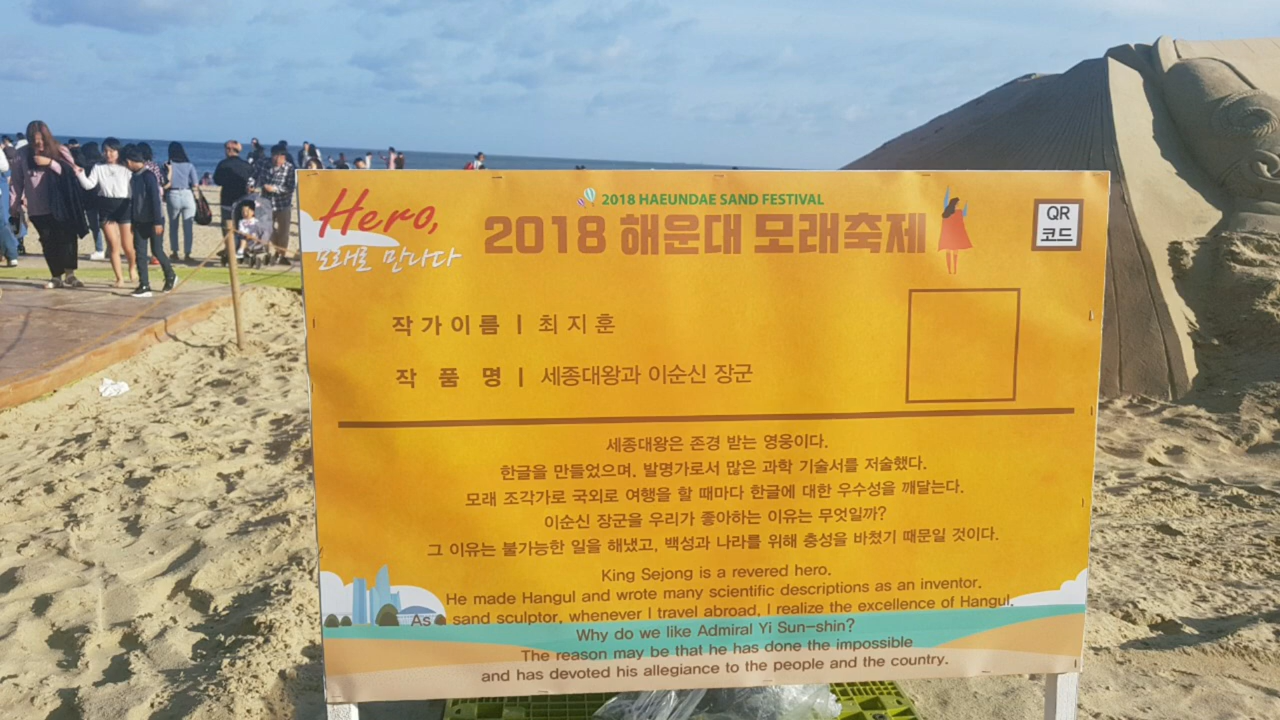 Hero,
모래로 만나다
2018 HAEUNDAE SAND FESTIVAL
2018 해운대 모래축제
QR
코드
작가이름 | 최지훈
작 품 명 | 세종대왕과 이순신 장군
세종대왕은 존경 받는 영웅이다.
한글을 만들었으며, 발명가로서 많은 과학 기술서를 저술했다.
모래 조각가로 국외로 여행을 할 때마다 한글에 대한 우수성을 깨달는다.
이순신 장군을 우리가 좋아하는 이유는 무엇일까?
그 이유는 불가능한 일을 해냈고, 백성과 나라를 위해 충성을 바쳤기 때문일 것이다.
King Sejong is a revered hero.
He made Hangul and wrote many scientific descriptions as an inventor.
As sand sculptor, whenever I travel abroad, I realize the excellence of Hangul.
Why do we like Admiral Yi Sun-shin?
The reason may be that he has done the impossible
and has devoted his allegiance to the people and the country.